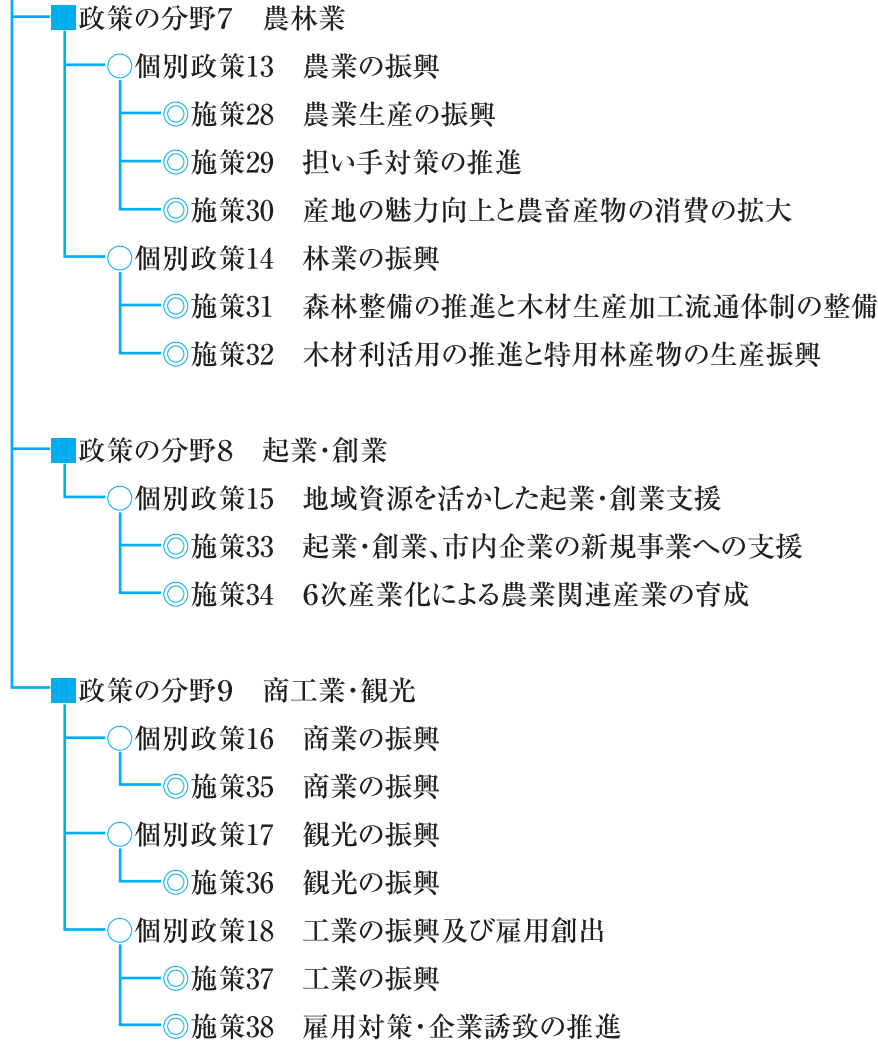 ■政策の分野7　農林業
○個別政策13　農業の振興
◎施策28　農業生産の振興
◎施策29　担い手対策の推進
◎施策30　産地の魅力向上と農畜産物の消費の拡大
○個別政策14　林業の振興
◎施策31　森林整備の推進と木材生産加工流通体制の整備
◎施策32　木材利活用の推進と特用林産物の生産振興
■政策の分野8　起業・創業
○個別政策15　地域資源を活かした起業・創業支援
◎施策33　起業・創業、市内企業の新規事業への支援
◎施策34　6次産業化による農業関連産業の育成
■政策の分野9　商工業・観光
○個別政策16　商業の振興
◎施策35　商業の振興
○個別政策17　観光の振興
◎施策36　観光の振興
○個別政策18　工業の振興及び雇用創出
◎施策37　工業の振興
◎施策38　雇用対策・企業誘致の推進